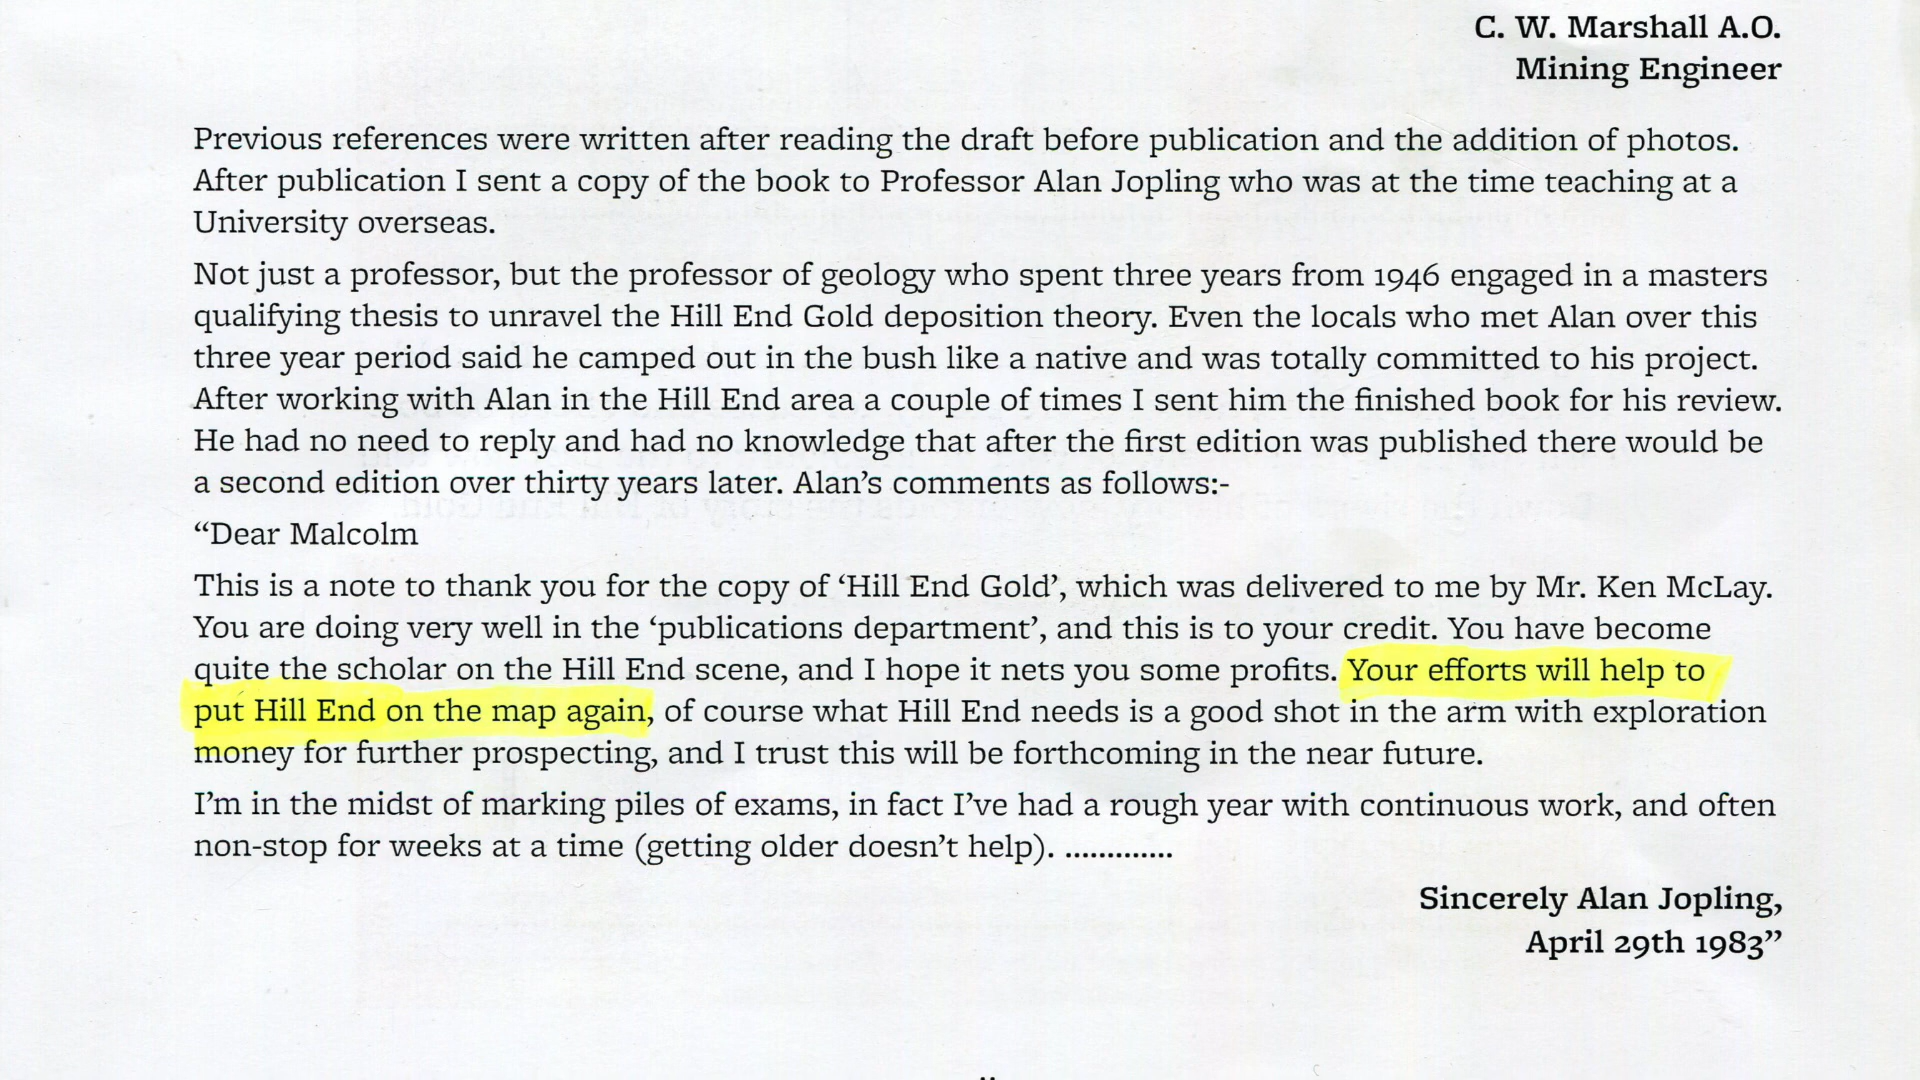 C. W. Marshall A.O.
Mining Engineer
Previous references were written after reading the draft before publication and the addition of photos.
After publication I sent a copy of the book to Professor Alan Jopling who was at the time teaching at a
University overseas.
Not just a professor, but the professor of geology who spent three years from 1946 engaged in a masters
qualifying thesis to unravel the Hill End Gold deposition theory. Even the locals who met Alan over this
three year period said he camped out in the bush like a native and was totally committed to his project.
After working with Alan in the Hill End area a couple of times I sent him the finished book for his review.
He had no need to reply and had no knowledge that after the first edition was published there would be
a second edition over thirty years later. Alan’s comments as follows:-
“Dear Malcolm
This is a note to thank you for the copy of ‘Hill End Gold’, which was delivered to me by Mr. Ken McLay.
You are doing very well in the ‘publications department’, and this is to your credit. You have become
quite the scholar on the Hill End scene, and I hope it nets you some profits. Your efforts will help to
put Hill End on the map again, of course what Hill End needs is a good shot in the arm with exploration
money for further prospecting, and I trust this will be forthcoming in the near future.
I’m in the midst of marking piles of exams, in fact I’ve had a rough year with continuous work, and often
non-stop for weeks at a time (getting older doesn’t help). .............
Sincerely Alan Jopling,
April 29th 1983”